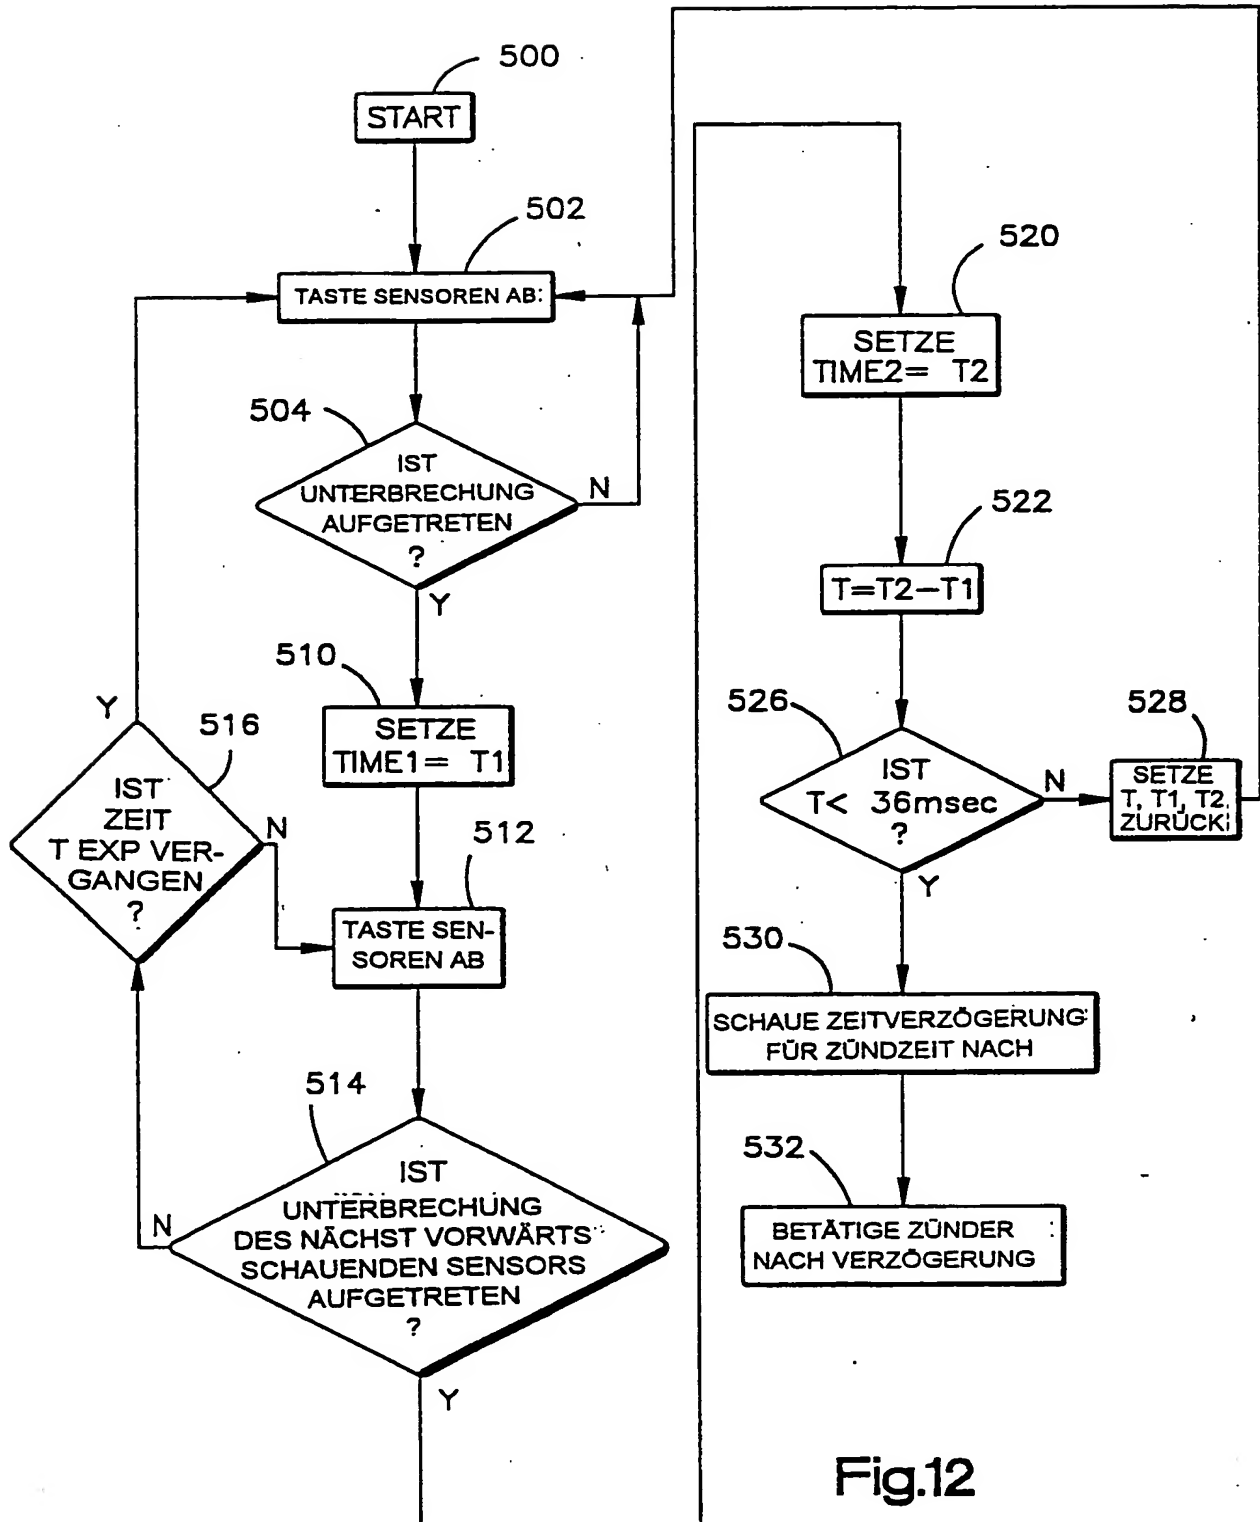 500
START
502
TASTE SENSOREN AB:
504
IST
UNTERBRECHUNG
AUFGETRETEN
?
N
Y
510
SETZE
TIME1= T1
Y
516
IST
ZEIT
T EXP VER-
GANGEN
?
N
512
TASTE SEN-
SOREN AB
514
IST
UNTERBRECHUNG
DES NÄCHST VORWÄRTS
SCHAUENDEN SENSORS
AUFGETRETEN
?
N
Y
520
SETZE
TIME2= T2
522
T=T2-T1
526
IST
T< 36msec
?
N
Y
528
SETZE
T, T1, T2,
ZURÜCK
530
SCHAUE ZEITVERZÖGERUNG
FÜR ZÜNDZEIT NACH
532
BETÄTIGE ZÜNDER
NACH VERZÖGERUNG
Fig.12